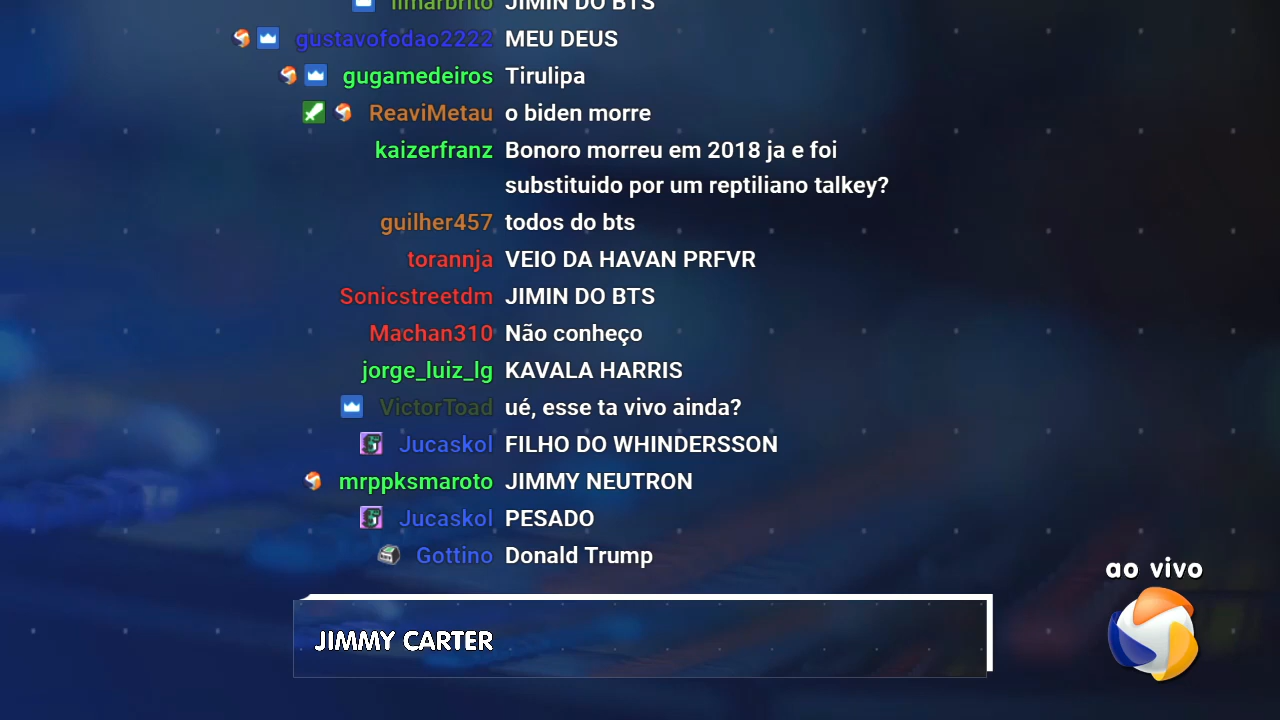 limarbrito JIMIN DO BTS
gustavofodao2222 MEU DEUS
gugamedeiros Tirulipa
ReaviMetau o biden morre
kaizerfranz Bonoro morreu em 2018 ja e foi
substituido por um reptiliano talkey?
guilher457 todos do bts
torannja VEIO DA HAVAN PRFVR
Sonicstreetdm JIMIN DO BTS
Machan310 Não conheço
jorge_luiz_lg KAVALA HARRIS
VictorToad ué, esse ta vivo ainda?
Jucaskol FILHO DO WHINDERSSON
mrppksmaroto JIMMY NEUTRON
Jucaskol PESADO
Gottino Donald Trump
ao vivo
JIMMY CARTER